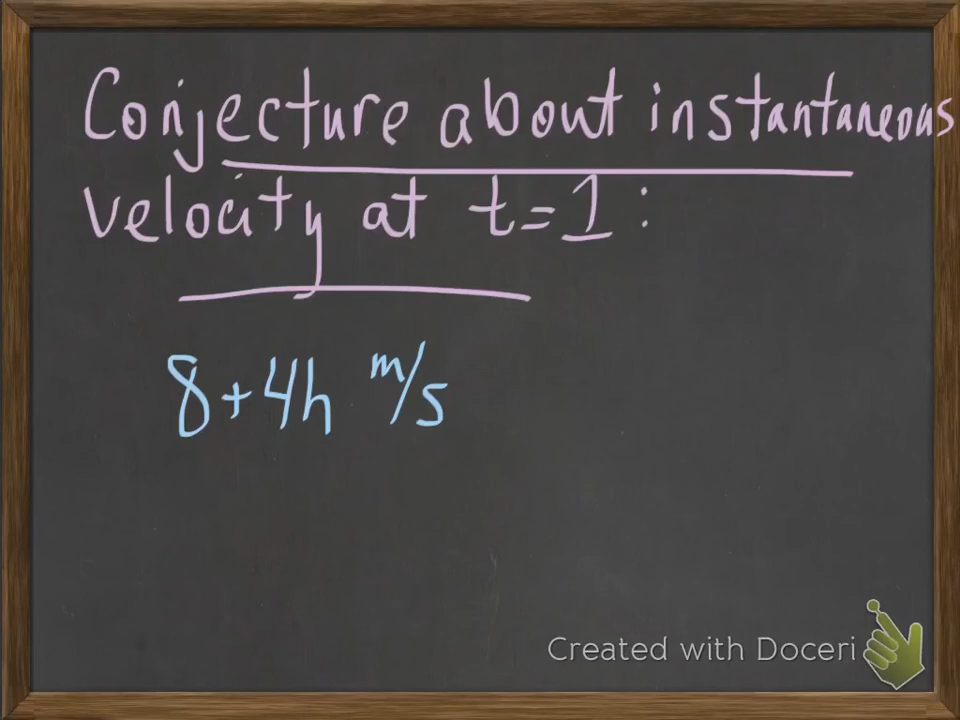 Conjecture about instantaneous
velocity at t=1:
8+4h m/s
Created with Doceri